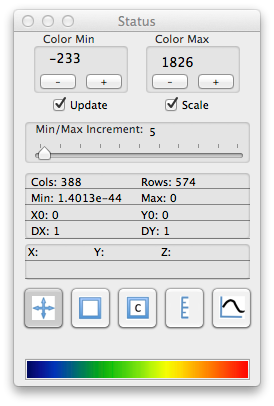 Status
Color Min Color Max
-233 1826
- + - +
Update Scale
Min/Max Increment: 5
Cols: 388 Rows: 574
Min: 1.4013e-44 Max: 0
X0: 0 Y0: 0
DX: 1 DY: 1
X: Y: Z:
C